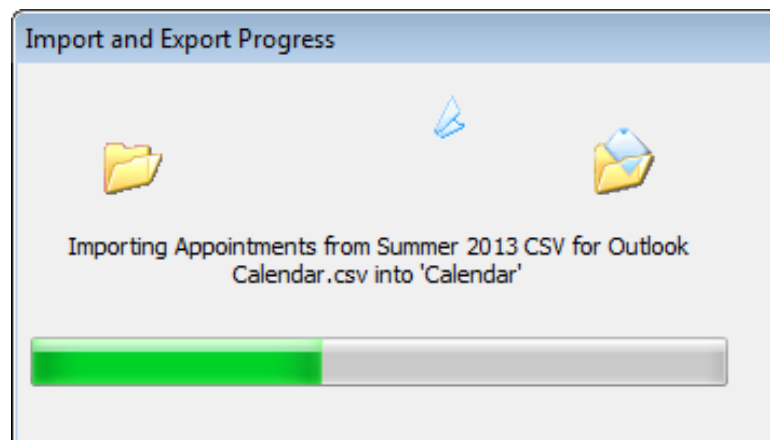 Import and Export Progress
Importing Appointments from Summer 2013 CSV for Outlook
Calendar.csv into 'Calendar'